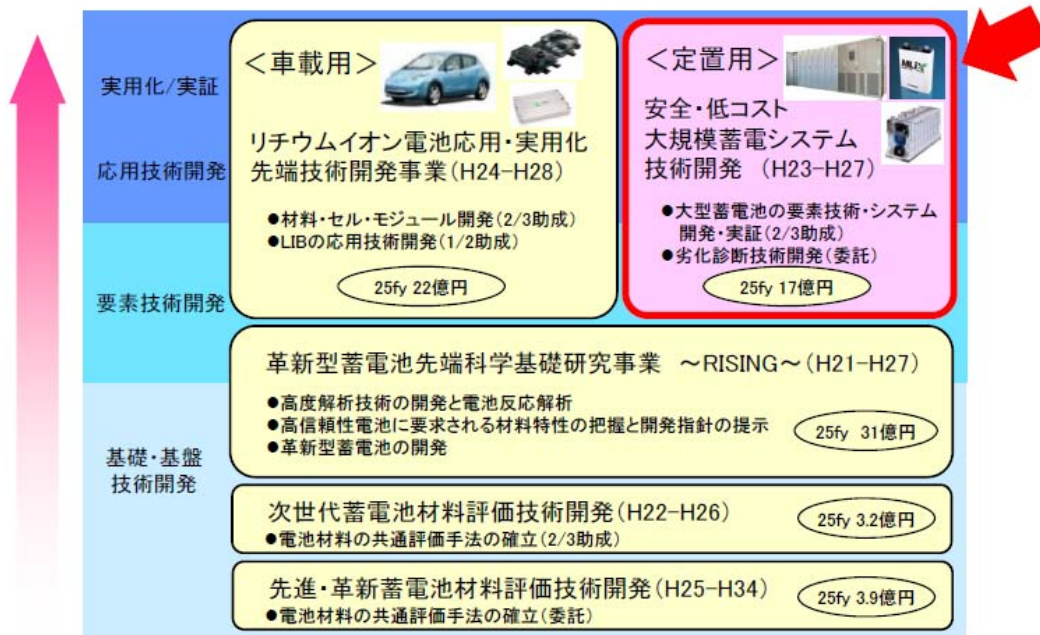 実用化/実証
応用技術開発
要素技術開発
基礎・基盤
技術開発
＜車載用＞
リチウムイオン電池応用・実用化
先端技術開発事業(H24-H28)
●材料・セル・モジュール開発(2/3助成)
●LIBの応用技術開発(1/2助成)
25fy 22億円
＜定置用＞
安全・低コスト
大規模蓄電システム
技術開発 (H23-H27)
●大型蓄電池の要素技術・システム
開発・実証(2/3助成)
●劣化診断技術開発(委託)
25fy 17億円
革新型蓄電池先端科学基礎研究事業 ～RISING～(H21-H27)
●高度解析技術の開発と電池反応解析
●高信頼性電池に要求される材料特性の把握と開発指針の提示
●革新型蓄電池の開発
25fy 31億円
次世代蓄電池材料評価技術開発(H22-H26)
●電池材料の共通評価手法の確立(2/3助成)
25fy 3.2億円
先進・革新蓄電池材料評価技術開発(H25-H34)
●電池材料の共通評価手法の確立(委託)
25fy 3.9億円